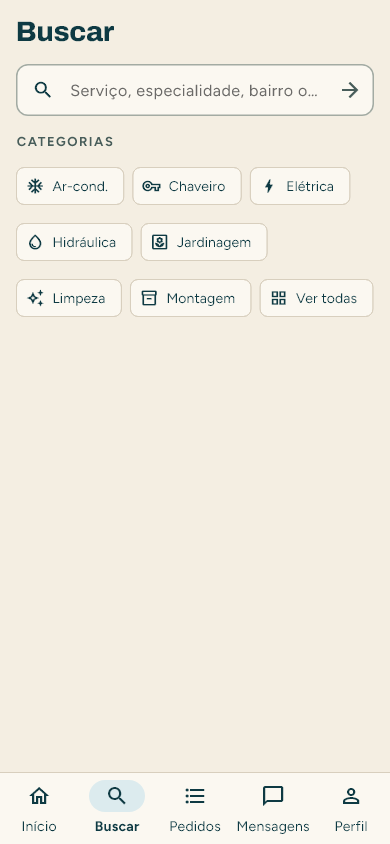 Buscar
Serviço, especialidade, bairro o...
CATEGORIAS
Ar-cond. Chaveiro Elétrica
Hidráulica Jardinagem
Limpeza Montagem Ver todas
Início Buscar Pedidos Mensagens Perfil